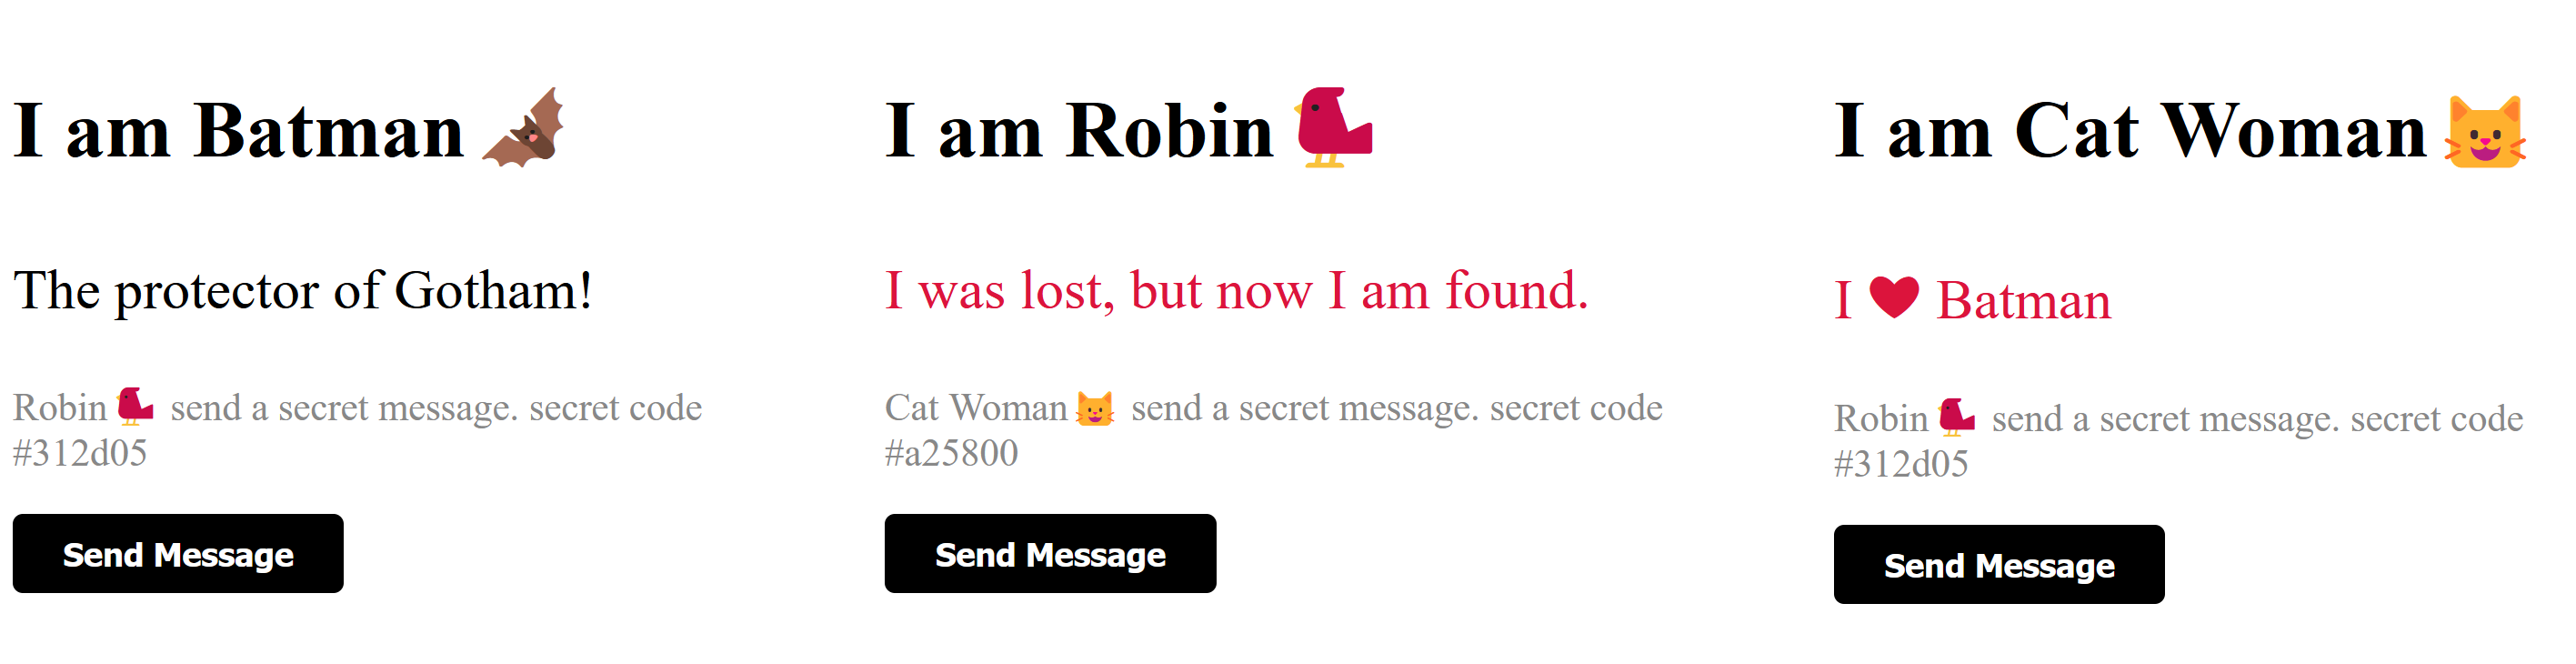 I am Batman 🦇
The protector of Gotham!
Robin🐦 send a secret message. secret code
#312d05
Send Message
I am Robin 🐦
I was lost, but now I am found.
Cat Woman🐱 send a secret message. secret code
#a25800
Send Message
I am Cat Woman 🐱
I ♥ Batman
Robin🐦 send a secret message. secret code
#312d05
Send Message